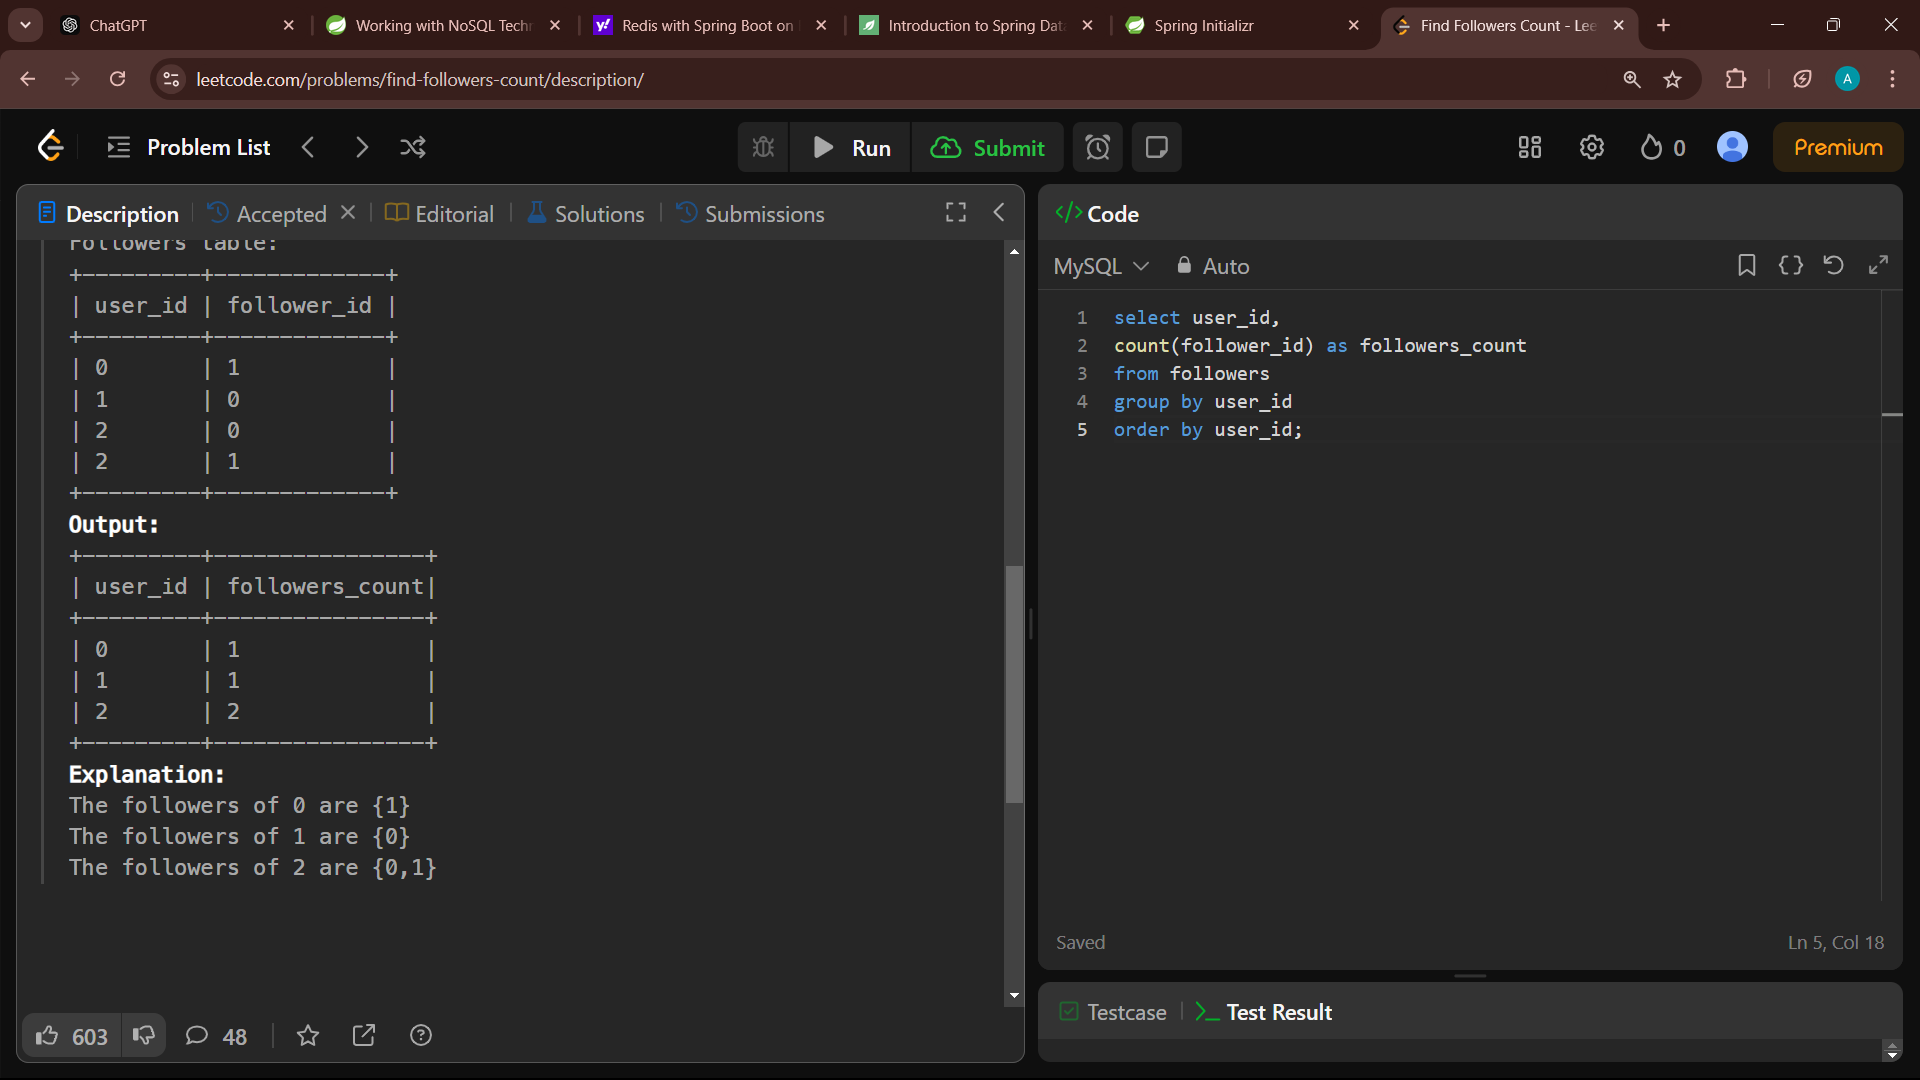 ChatGPT
Working with NoSQL Techn
Redis with Spring Boot on
Introduction to Spring Data
Spring Initializr
Find Followers Count - Lee
leetcode.com/problems/find-followers-count/description/
A
Problem List
Run
Submit
0
Premium
Description
Accepted
Editorial
Solutions
Submissions
Followers table:
+---------+-------------+
| user_id | follower_id |
+---------+-------------+
| 0       | 1           |
| 1       | 0           |
| 2       | 0           |
| 2       | 1           |
+---------+-------------+
Output:
+---------+----------------+
| user_id | followers_count|
+---------+----------------+
| 0       | 1              |
| 1       | 1              |
| 2       | 2              |
+---------+----------------+
Explanation:
The followers of 0 are {1}
The followers of 1 are {0}
The followers of 2 are {0,1}
603
48
</> Code
MySQL
Auto
1 select user_id,
2 count(follower_id) as followers_count
3 from followers
4 group by user_id
5 order by user_id;
Saved
Ln 5, Col 18
Testcase
Test Result